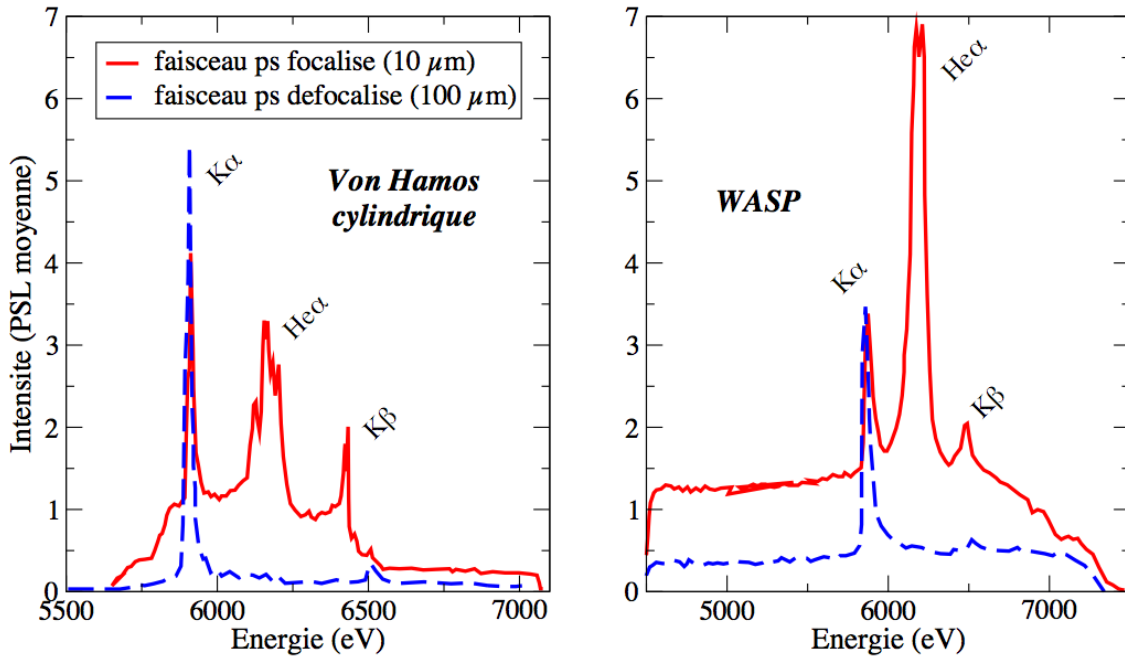 Intensite (PSL moyenne)
7
6
5
4
3
2
1
0
faisceau ps focalise (10 µm)
faisceau ps defocalise (100 µm)
Kα
Heα
Kβ
Von Hamos
cylindrique
5500 6000 6500 7000
Energie (eV)
7
6
5
4
3
2
1
0
WASP
Kα
Heα
Kβ
5000 6000 7000
Energie (eV)